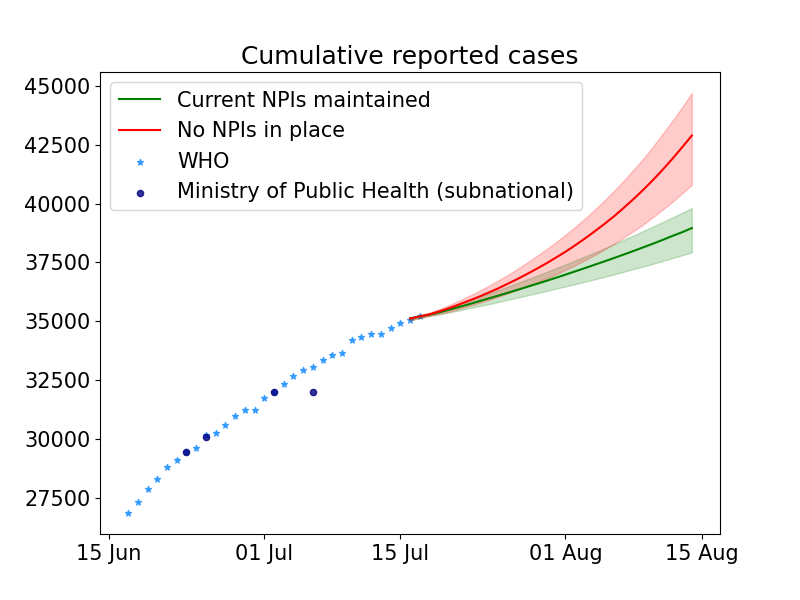 Cumulative reported cases
Current NPIs maintained
No NPIs in place
WHO
Ministry of Public Health (subnational)
45000
42500
40000
37500
35000
32500
30000
27500
15 Jun
01 Jul
15 Jul
01 Aug
15 Aug